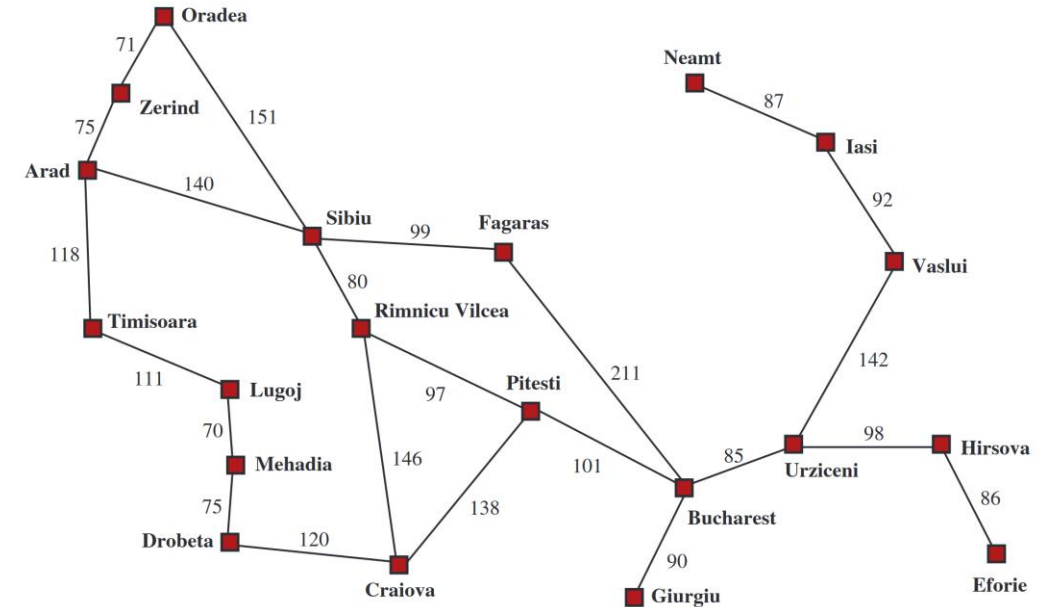 Oradea
71
Neamt
87
Zerind
151
75
Iasi
Arad
140
92
Sibiu
Fagaras
99
118
Vaslui
80
Timisoara
Rimnicu Vilcea
142
111
Lugoj
Pitesti
211
97
70
98
Hirsova
146
101
85
Mehadia
Urziceni
86
75
138
Bucharest
Drobeta
120
90
Craiova
Giurgiu
Eforie